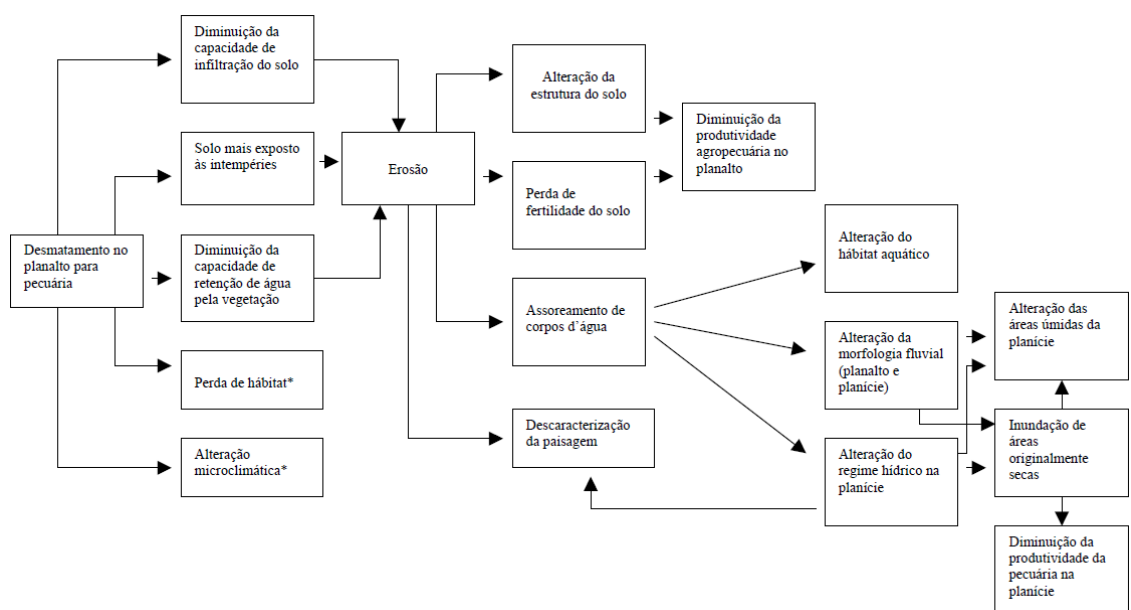 Diminuição da
capacidade de
infiltração do solo
Solo mais exposto
às intempéries
Desmatamento no
planalto para
pecuária
Diminuição da
capacidade de
retenção de água
pela vegetação
Perda de hábitat*
Alteração
microclimática*
Erosão
Alteração da
estrutura do solo
Perda de
fertilidade do solo
Diminuição da
produtividade
agropecuária no
planalto
Assoreamento de
corpos d’água
Descaracterização
da paisagem
Alteração do
hábitat aquático
Alteração da
morfologia fluvial
(planalto e
planície)
Alteração do
regime hídrico na
planície
Alteração das
áreas úmidas da
planície
Inundação de
áreas
originalmente
secas
Diminuição da
produtividade da
pecuária na
planície